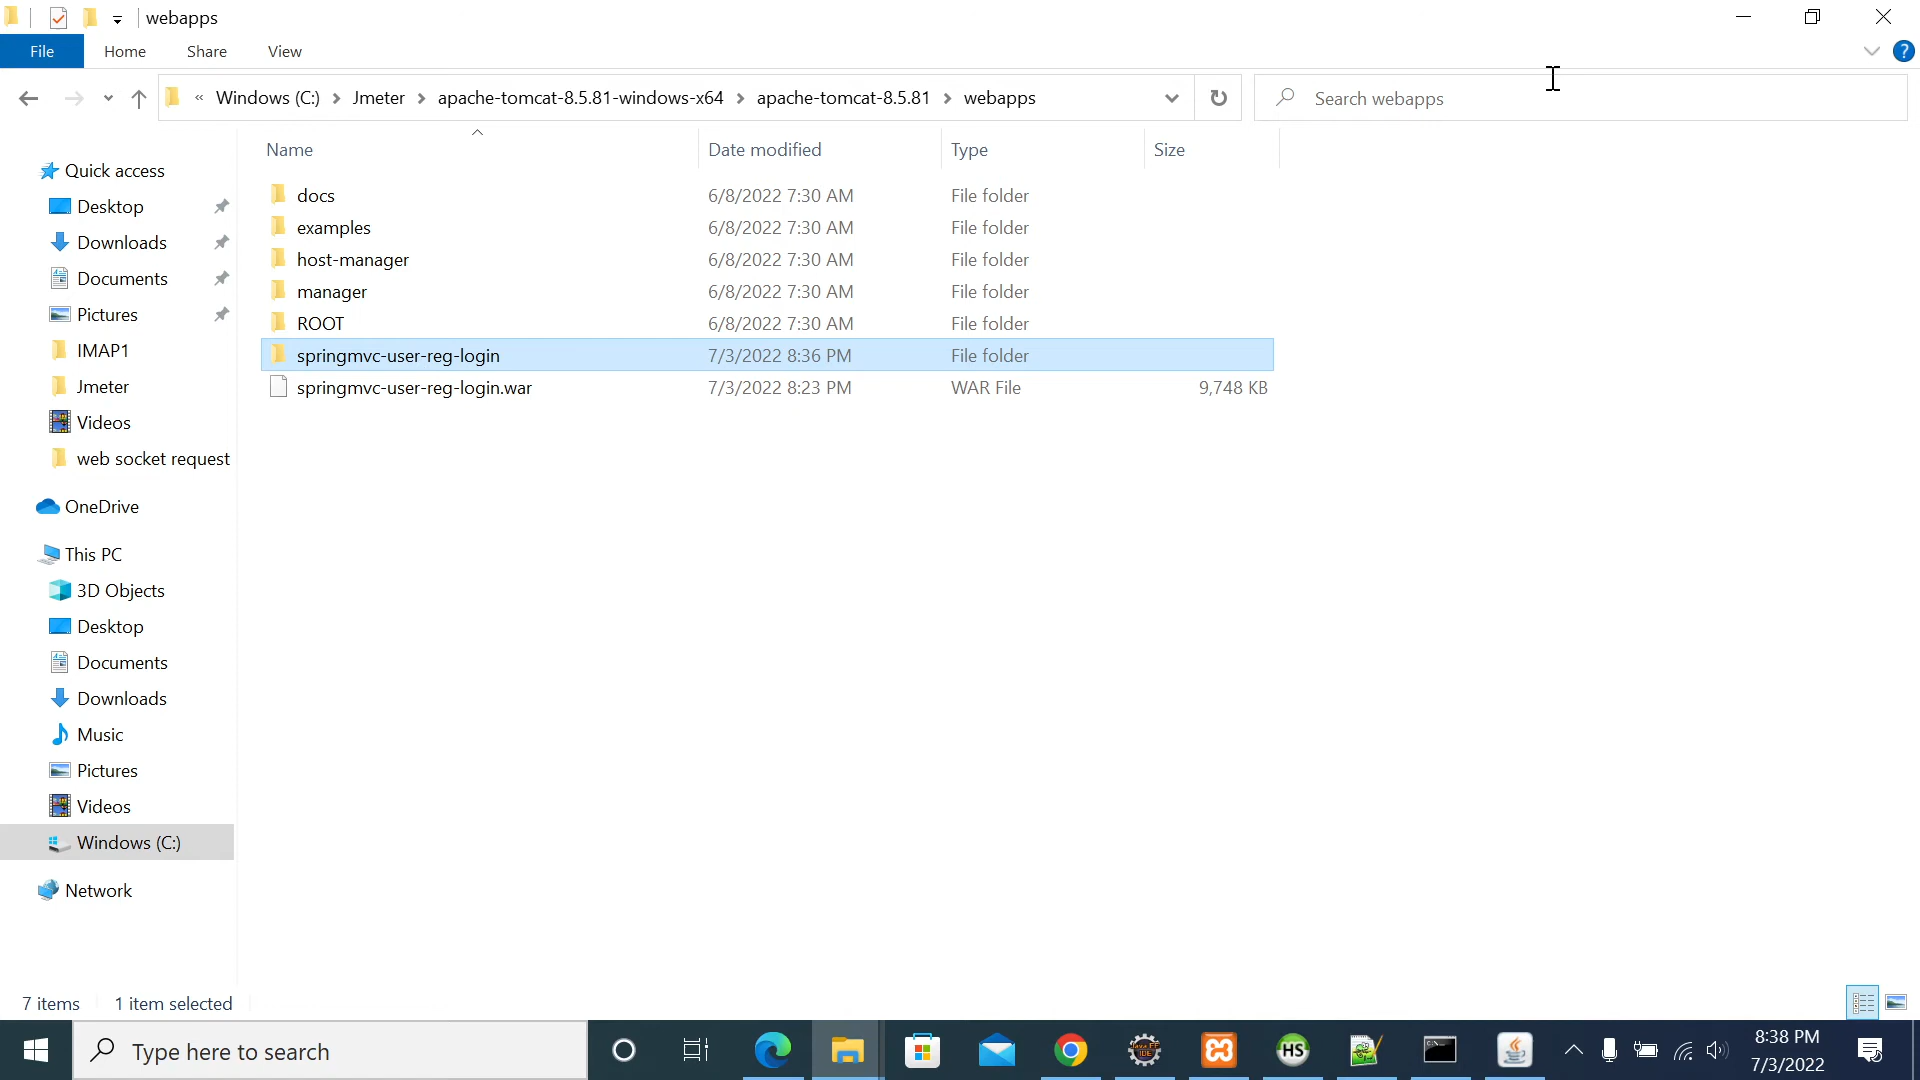 webapps
File Home Share View ?
« Windows (C:) > Jmeter > apache-tomcat-8.5.81-windows-x64 > apache-tomcat-8.5.81 > webapps Search webapps
Name Date modified Type Size
Quick access
Desktop
Downloads
Documents
Pictures
IMAP1
Jmeter
Videos
web socket request
OneDrive
This PC
3D Objects
Desktop
Documents
Downloads
Music
Pictures
Videos
Windows (C:)
Network
docs 6/8/2022 7:30 AM File folder
examples 6/8/2022 7:30 AM File folder
host-manager 6/8/2022 7:30 AM File folder
manager 6/8/2022 7:30 AM File folder
ROOT 6/8/2022 7:30 AM File folder
springmvc-user-reg-login 7/3/2022 8:36 PM File folder
springmvc-user-reg-login.war 7/3/2022 8:23 PM WAR File 9,748 KB
7 items 1 item selected
Type here to search
HS
8:38 PM
7/3/2022